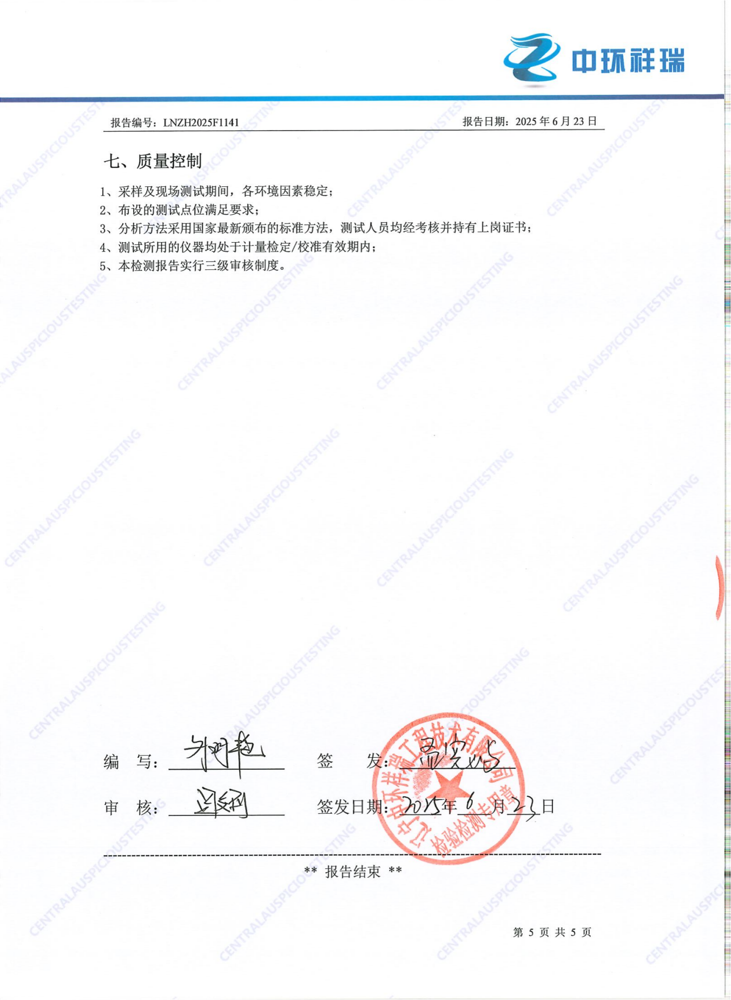 中环祥瑞
报告编号：LNZH2025F1141 报告日期：2025 年 6 月 23 日
七、质量控制
1、采样及现场测试期间，各环境因素稳定；
2、布设的测试点位满足要求；
3、分析方法采用国家最新颁布的标准方法，测试人员均经考核并持有上岗证书；
4、测试所用的仪器均处于计量检定/校准有效期内；
5、本检测报告实行三级审核制度。
编 写： 签 发：
审 核： 签发日期：2025年6月23日
辽宁中环祥瑞工程技术有限公司
检验检测专用章
** 报告结束 **
第 5 页 共 5 页
CENTRALAUSPICIOUSTESTING